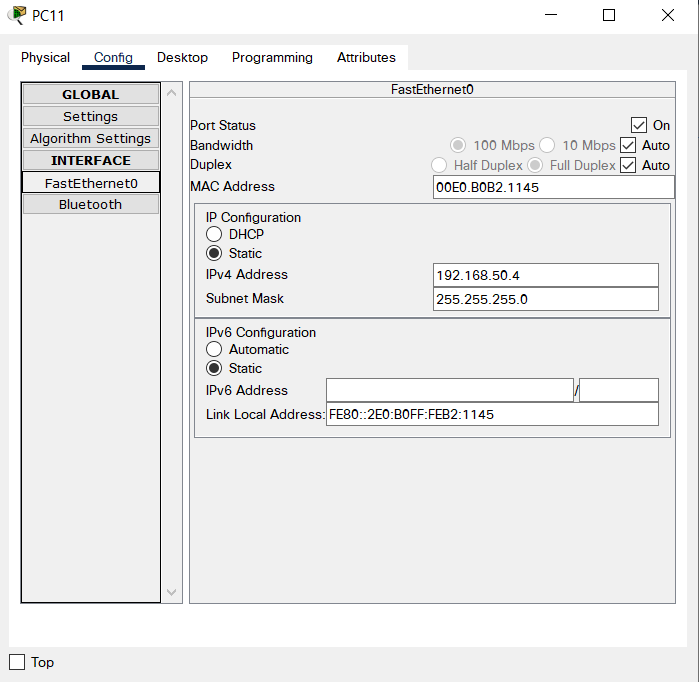 PC11
Physical Config Desktop Programming Attributes
GLOBAL
Settings
Algorithm Settings
INTERFACE
FastEthernet0
Bluetooth
FastEthernet0
Port Status On
Bandwidth 100 Mbps 10 Mbps Auto
Duplex Half Duplex Full Duplex Auto
MAC Address 00E0.B0B2.1145
IP Configuration
DHCP
Static
IPv4 Address 192.168.50.4
Subnet Mask 255.255.255.0
IPv6 Configuration
Automatic
Static
IPv6 Address /
Link Local Address: FE80::2E0:B0FF:FEB2:1145
Top